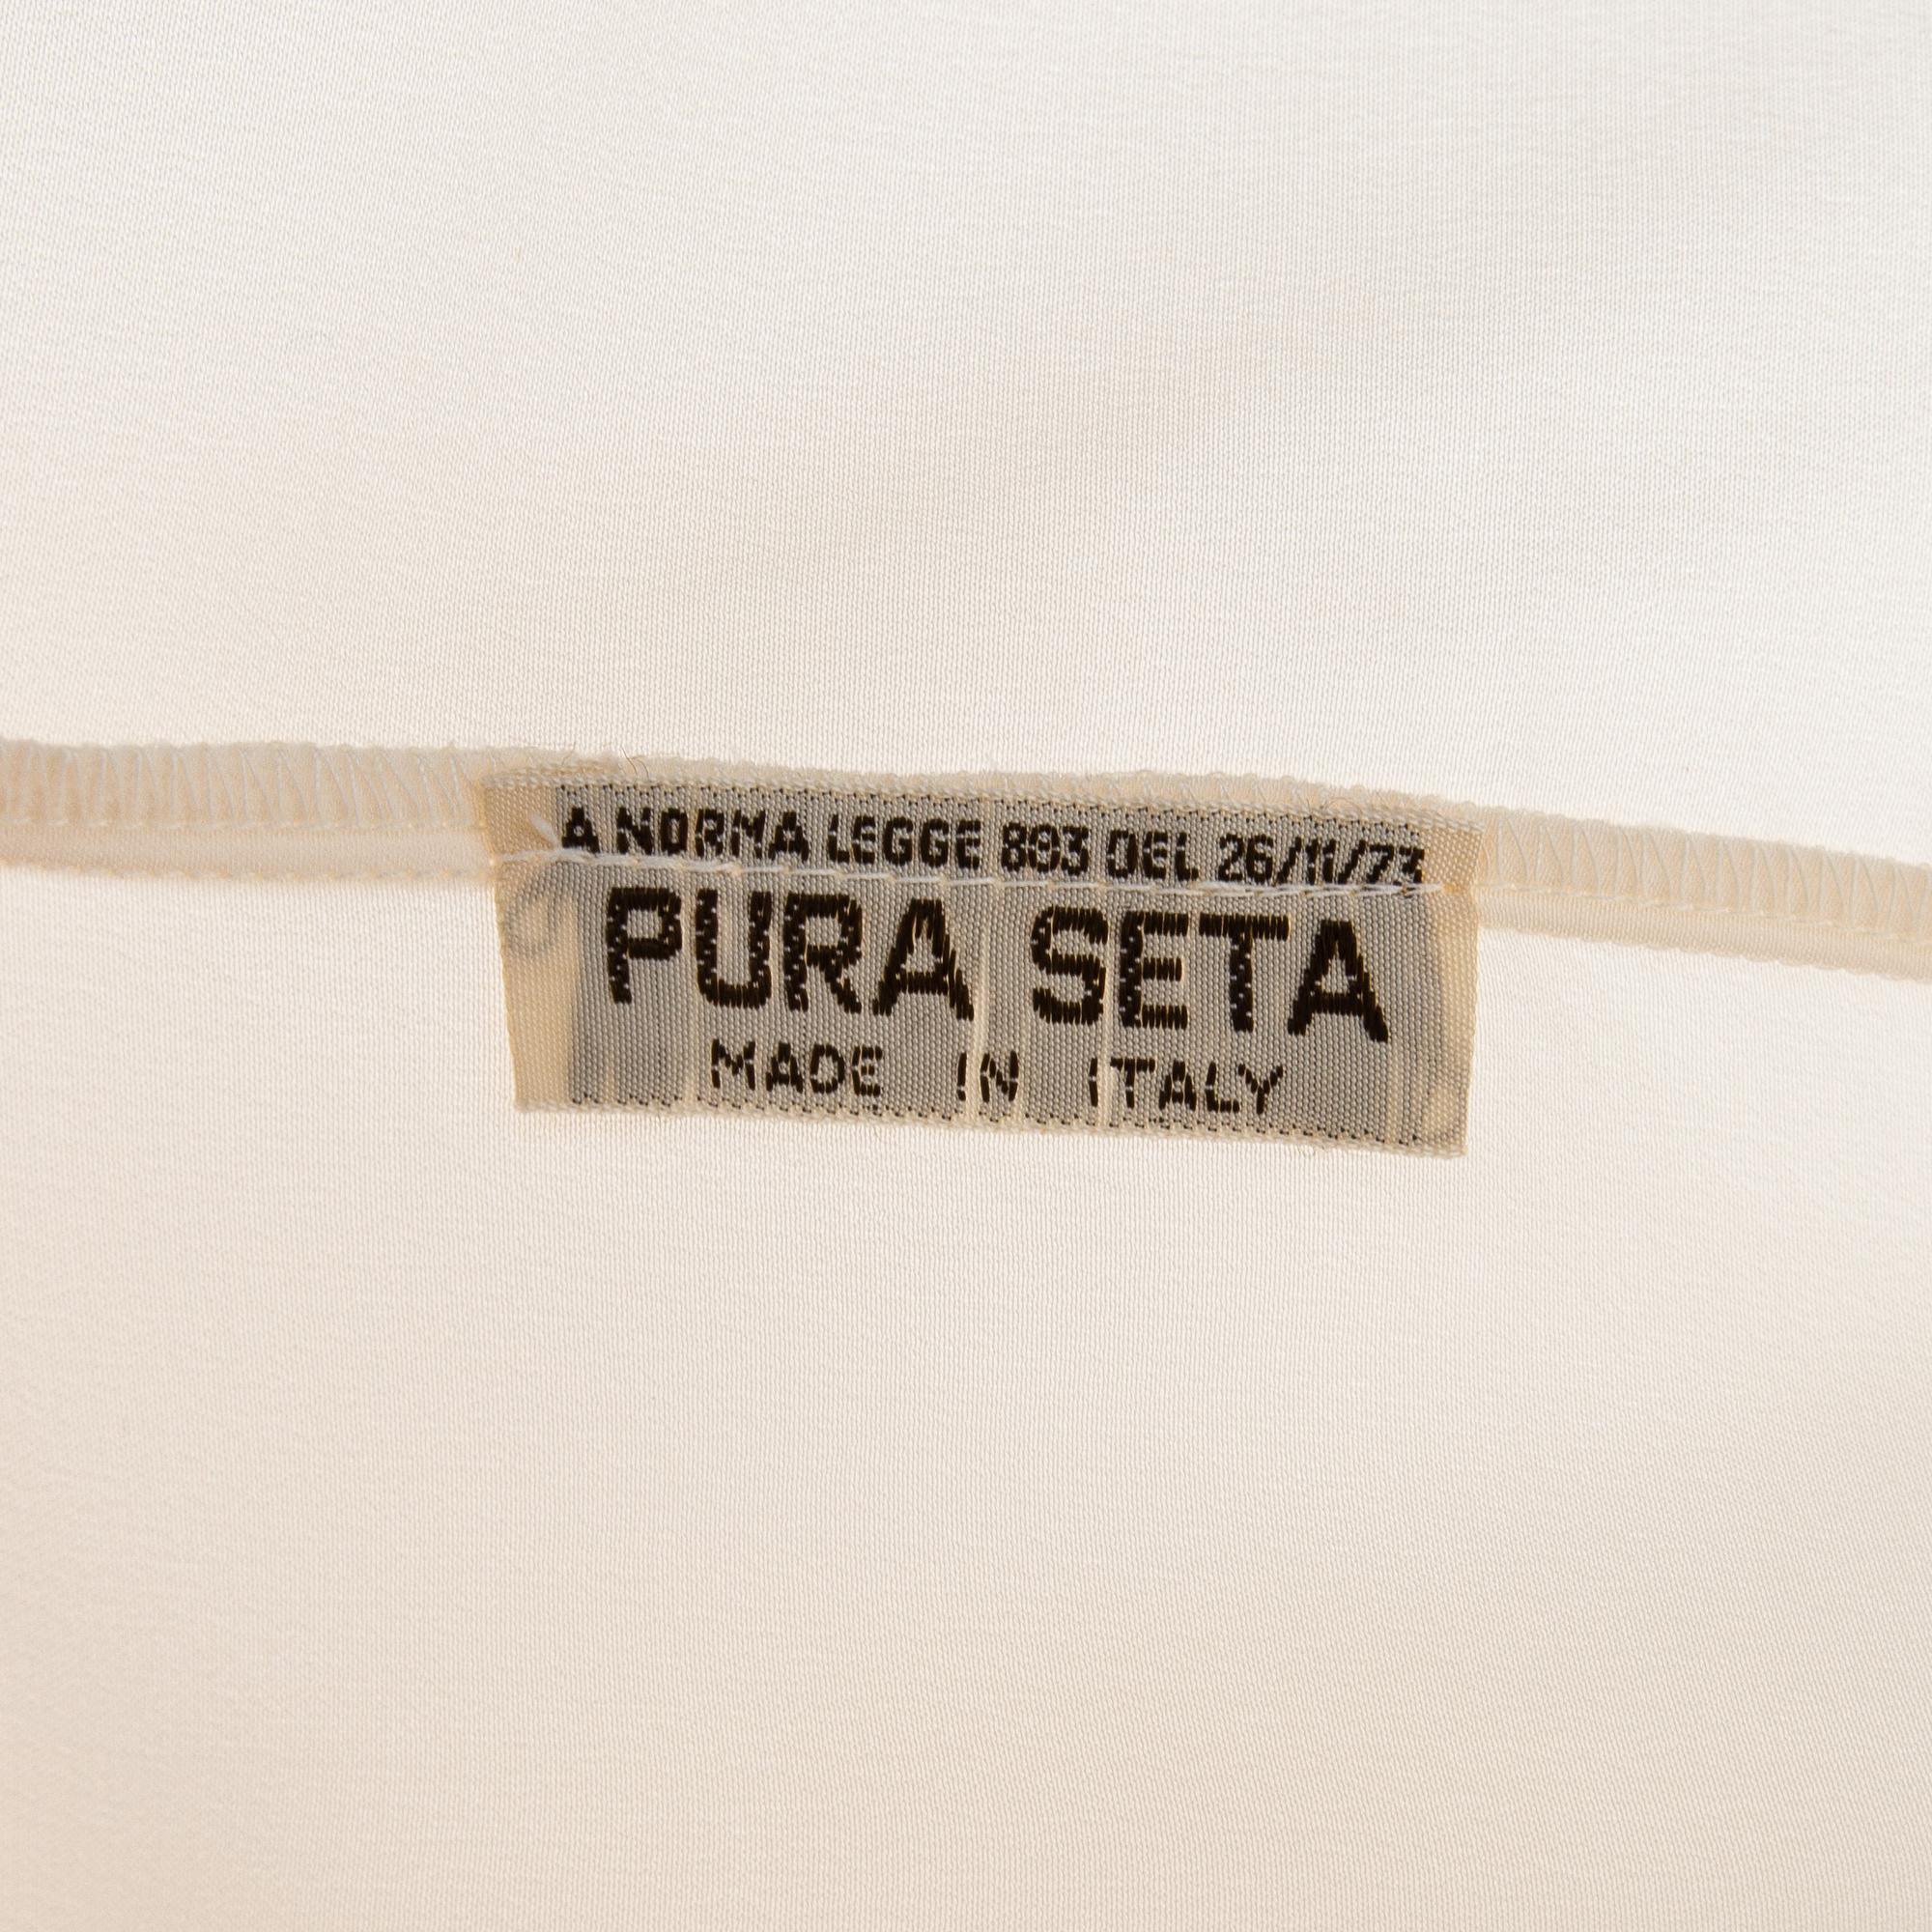 A NORMA LEGGE 883 DEL 26/11/73
PURA SETA
MADE IN ITALY